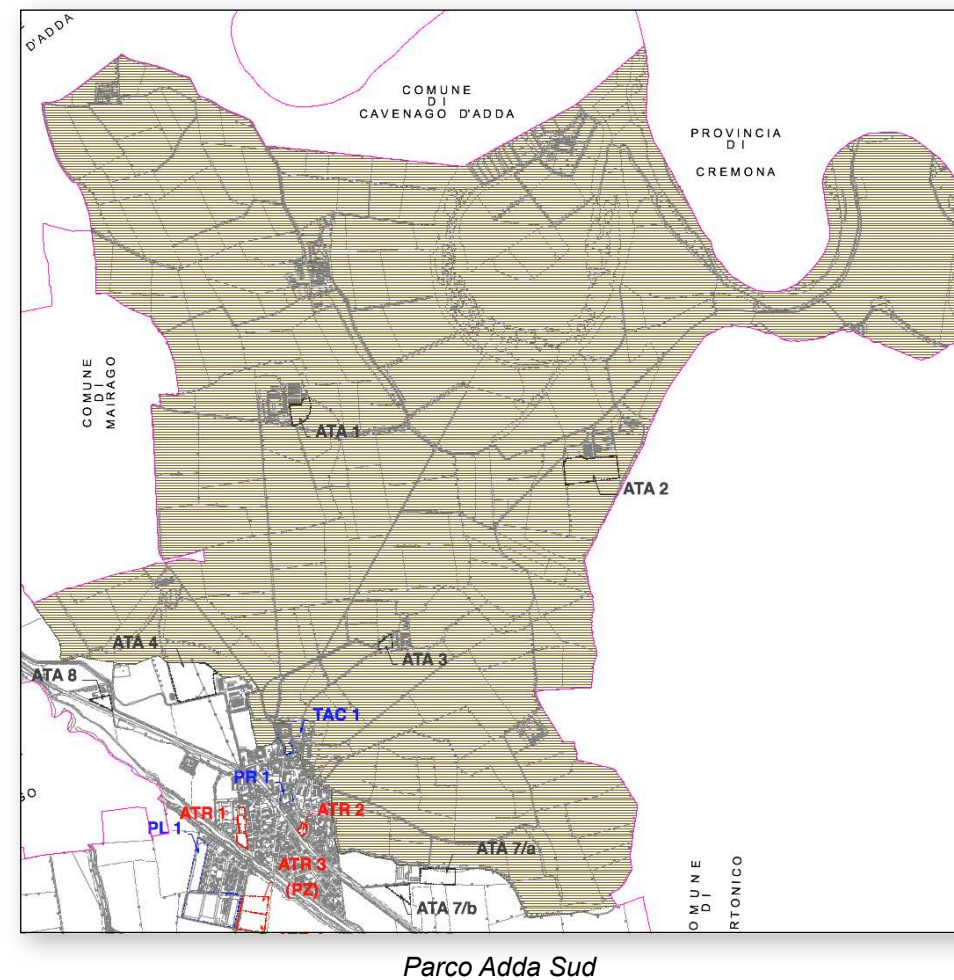 D'ADDA
COMUNE
DI
CAVENAGO D'ADDA
PROVINCIA
DI
CREMONA
COMUNE
DI
MAIRAGO
ATA 1
ATA 2
ATA 4
ATA 3
ATA 8
TAC 1
PR 1
ATR 1
ATR 2
PL 1
ATR 3
(PZ)
ATA 7/a
ATA 7/b
OMUNE
DI
RTONICO
GO
Parco Adda Sud